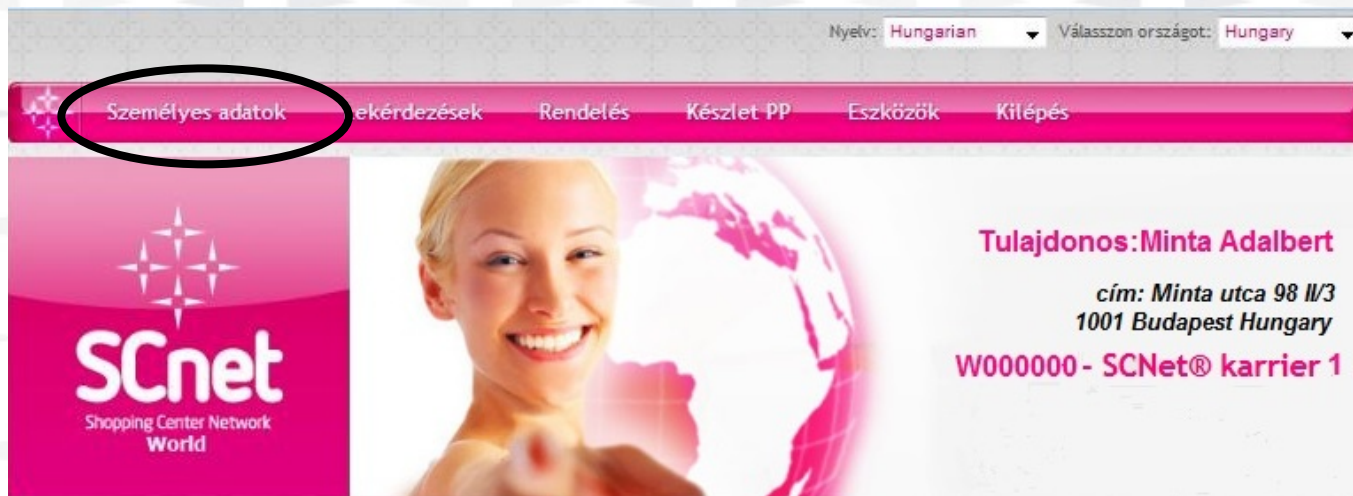 Nyelv: Hungarian Válasszon országot: Hungary
Személyes adatok ekérdezések Rendelés Készlet PP Eszközök Kilépés
Tulajdonos:Minta Adalbert
cím: Minta utca 98 II/3
1001 Budapest Hungary
W000000 - SCNet® karrier 1
SCnet
Shopping Center Network
World